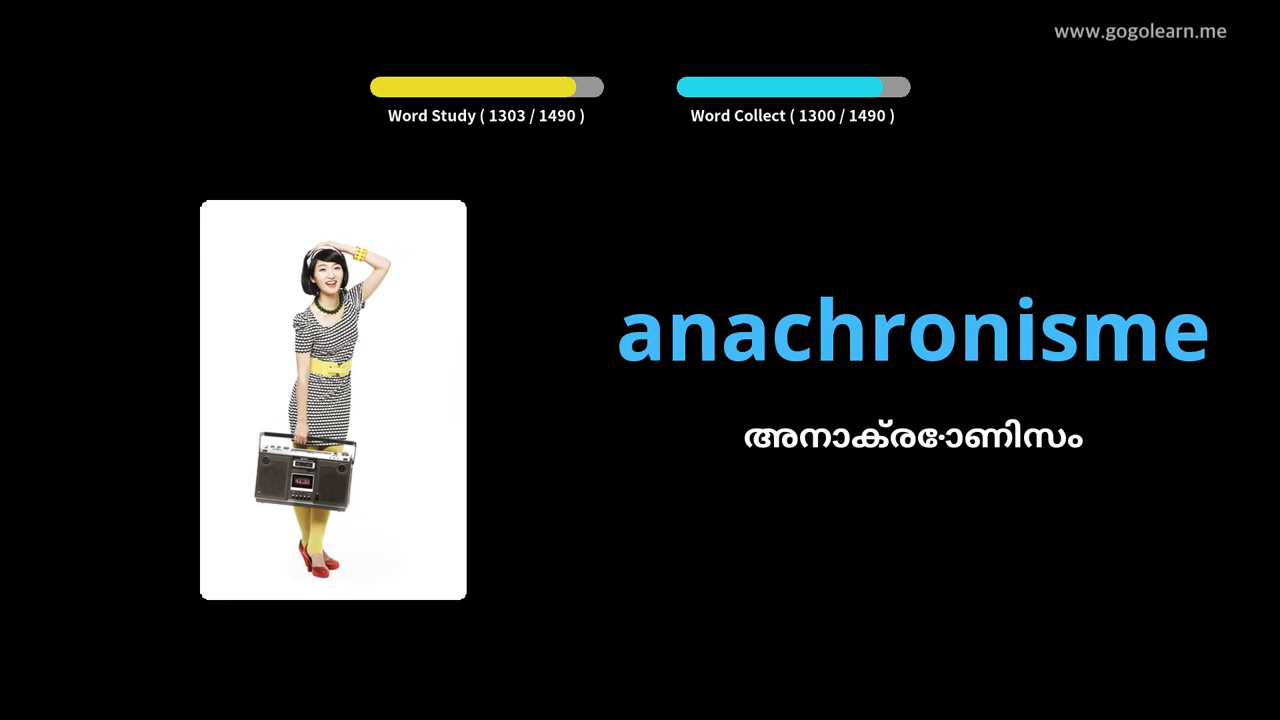 www.gogolearn.me
Word Study ( 1303 / 1490 )
Word Collect ( 1300 / 1490 )
anachronisme
അനാക്രോണിസം